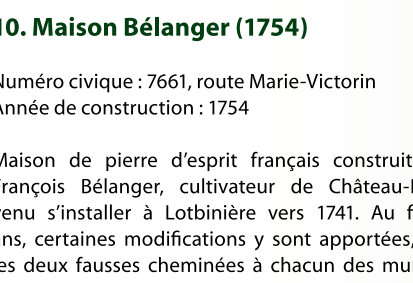 10. Maison Bélanger (1754)
Numéro civique : 7661, route Marie-Victorin
Année de construction : 1754
Maison de pierre d’esprit français construit
François Bélanger, cultivateur de Château-
venu s’installer à Lotbinière vers 1741. Au f
ans, certaines modifications y sont apportées,
les deux fausses cheminées à chacun des mu